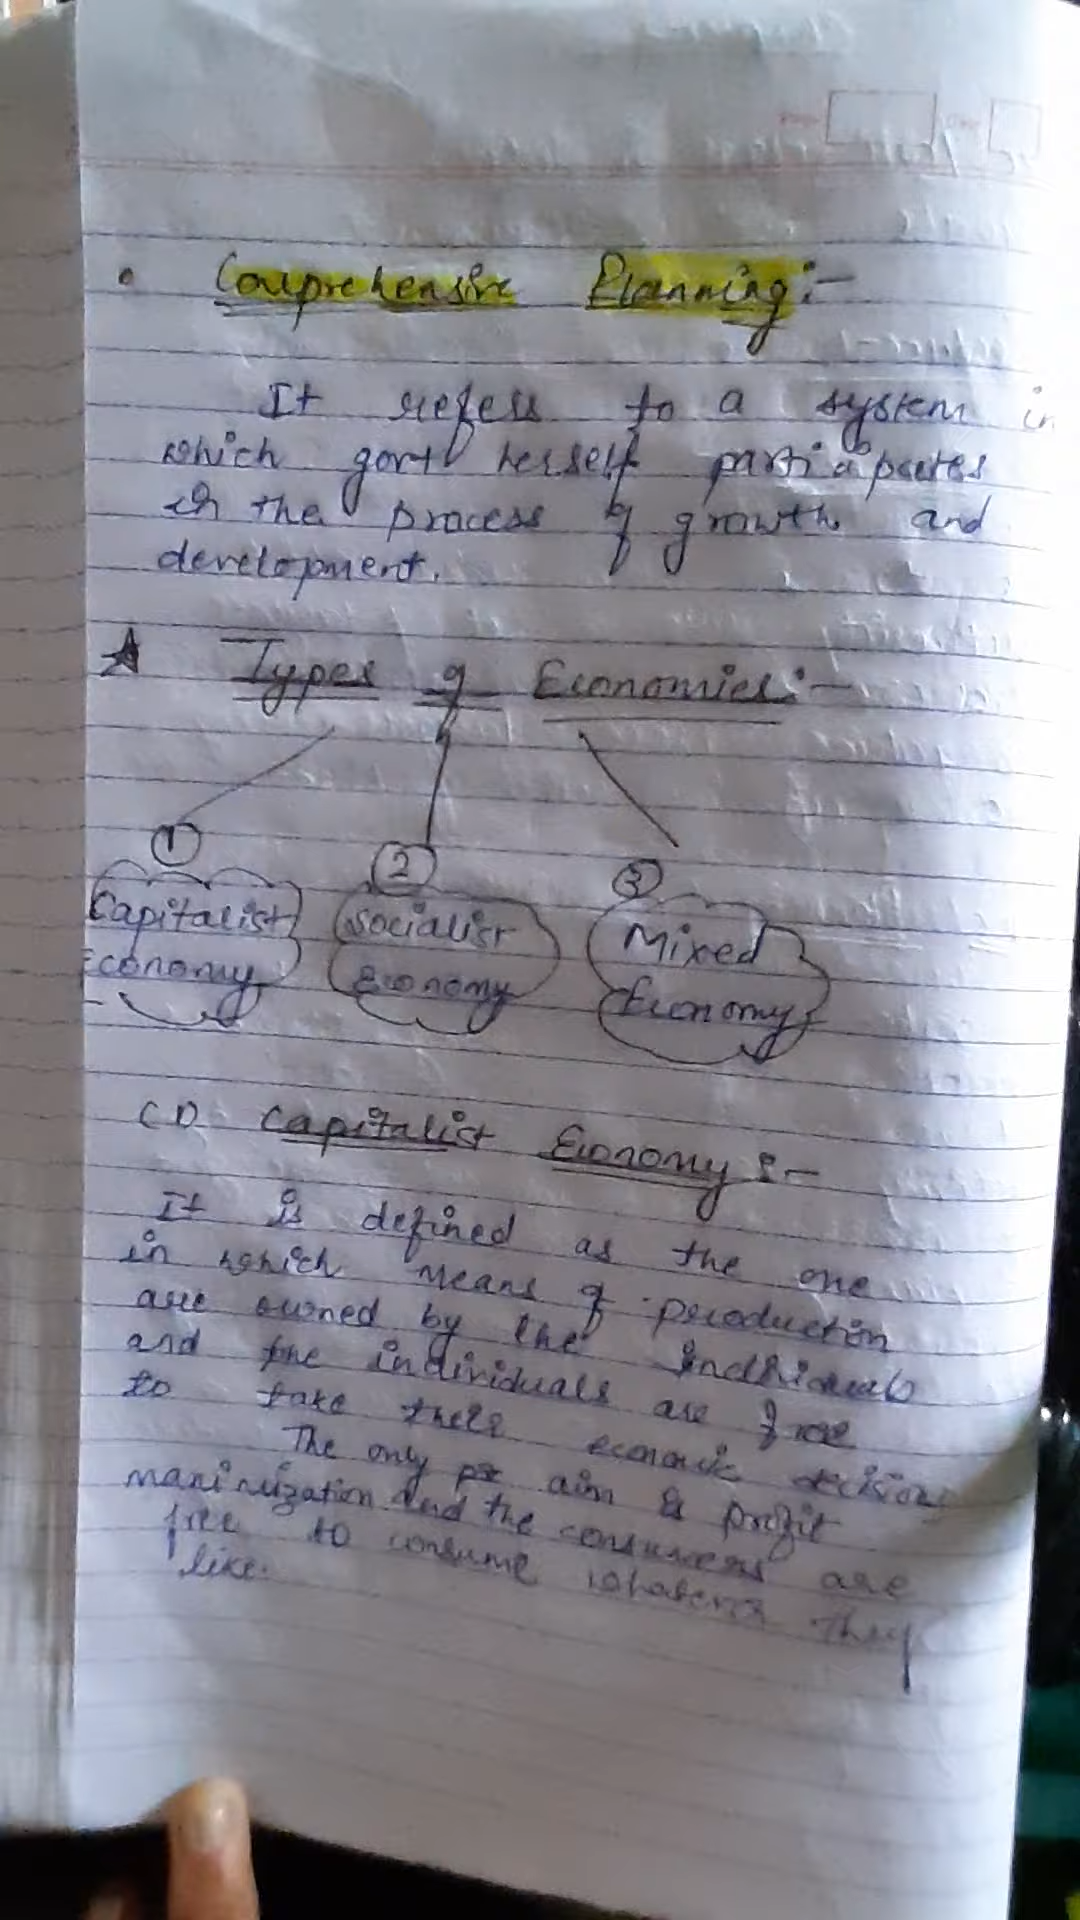 Comprehensive Planning:-
It refers to a system in
which govt herself participates
in the process of growth and
development.
Types of Economies:-
1 2 3
Capitalist Economy
Socialist Economy
Mixed Economy
(1) Capitalist Economy:-
It is defined as the one
in which means of production
are owned by the individuals
and the individuals are free
to take there economic decision
The only aim is profit
maximization and the consumers are
free to consume whatever they
like.